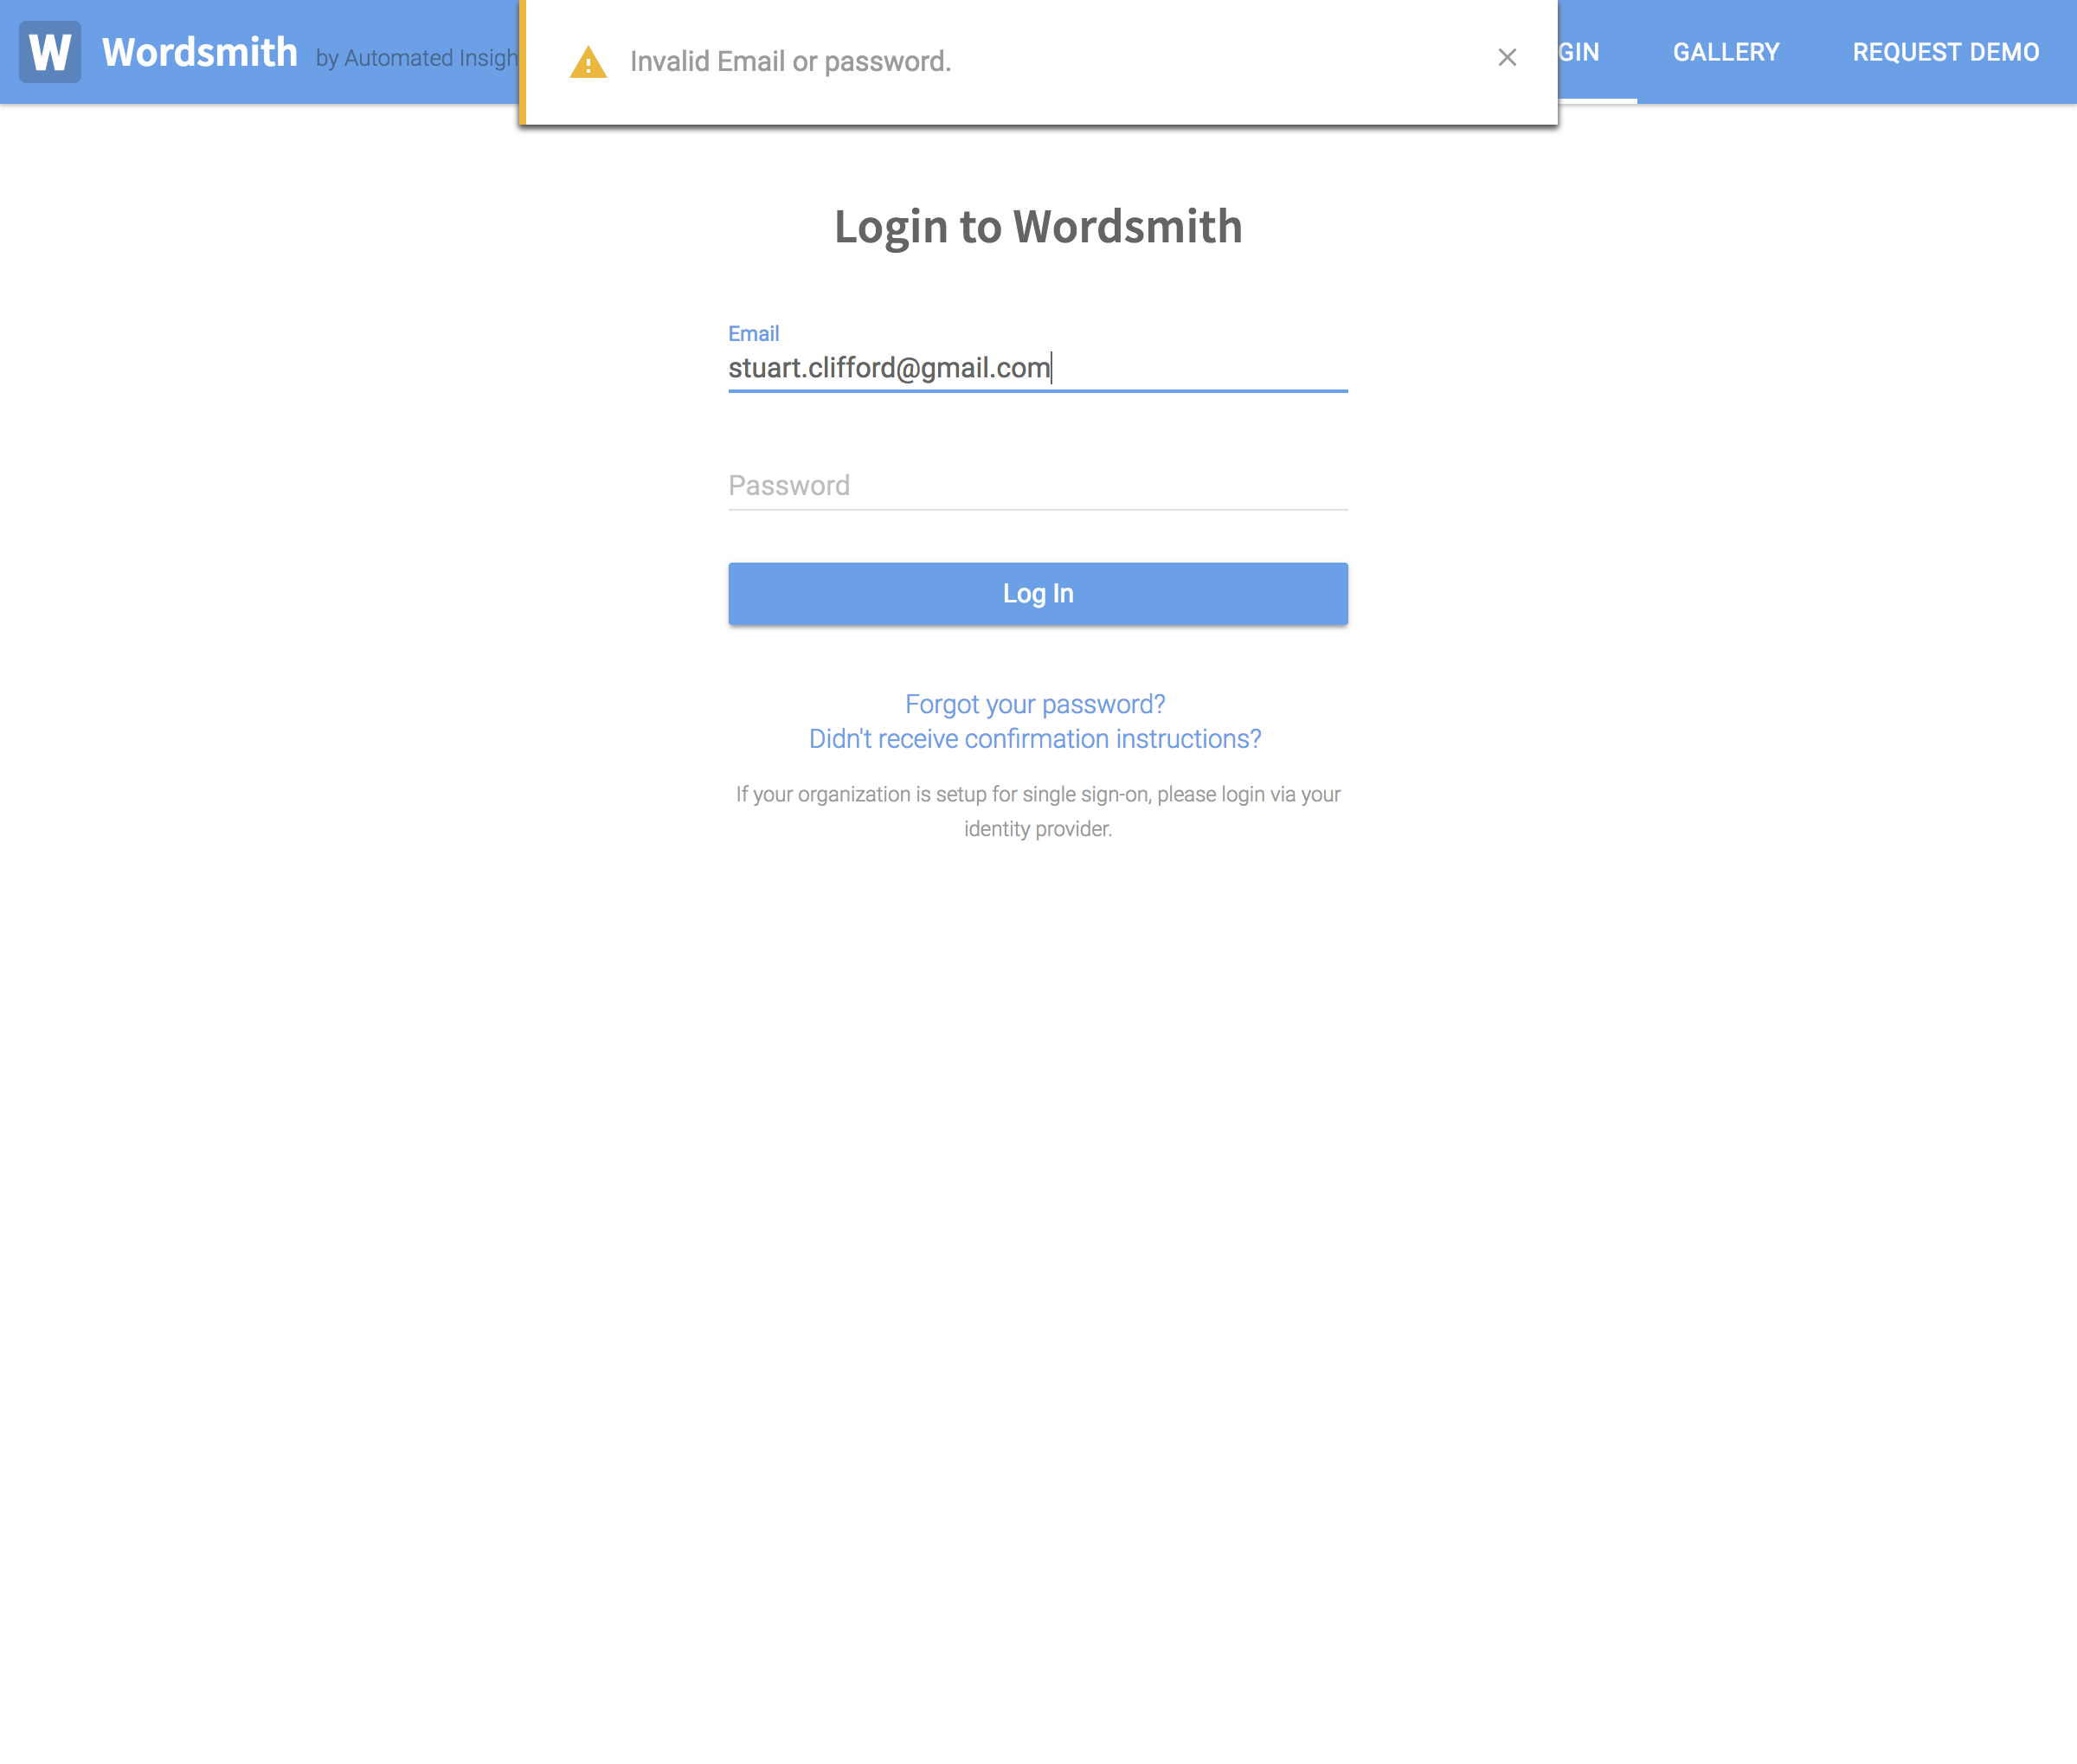 W Wordsmith by Automated Insigh
Invalid Email or password.
GIN GALLERY REQUEST DEMO
Login to Wordsmith
Email
stuart.clifford@gmail.com
Password
Log In
Forgot your password?
Didn't receive confirmation instructions?
If your organization is setup for single sign-on, please login via your
identity provider.